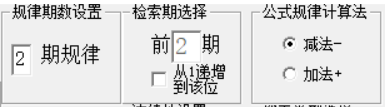 规律期数设置 检索期选择 公式规律计算法
2 期规律 前 2 期 减法-
从1递增
到该位 加法+